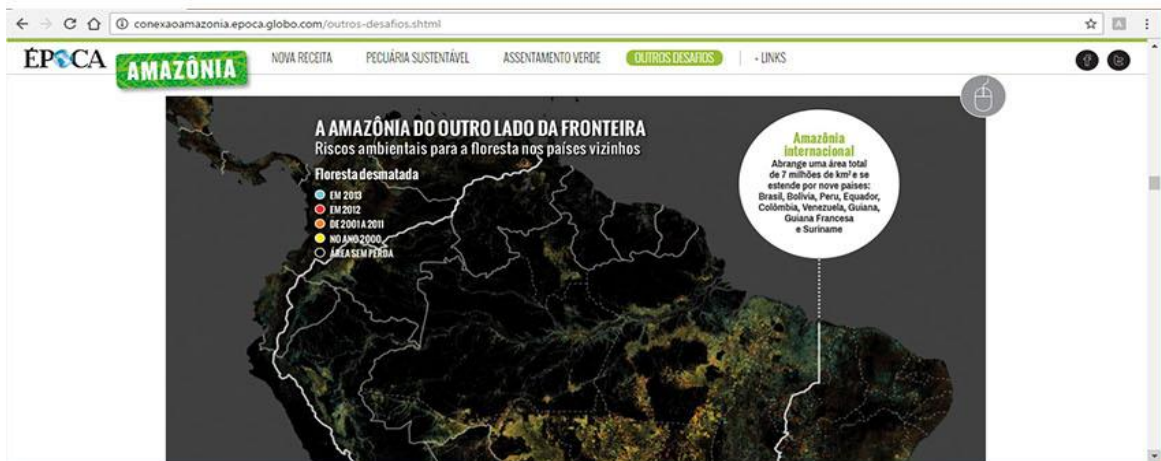 conexaoamazonia.epoca.globo.com/outros-desafios.shtml
ÉPOCA AMAZÔNIA NOVA RECEITA PECUÁRIA SUSTENTÁVEL ASSENTAMENTO VERDE OUTROS DESAFIOS + LINKS
A AMAZÔNIA DO OUTRO LADO DA FRONTEIRA
Riscos ambientais para a floresta nos países vizinhos
Floresta desmatada
EM 2013
EM 2012
DE 2001 A 2011
NO ANO 2000
ÁREA SEM PERDA
Amazônia
internacional
Abrange uma área total
de 7 milhões de km² e se
estende por nove países:
Brasil, Bolívia, Peru, Equador,
Colômbia, Venezuela, Guiana,
Guiana Francesa
e Suriname